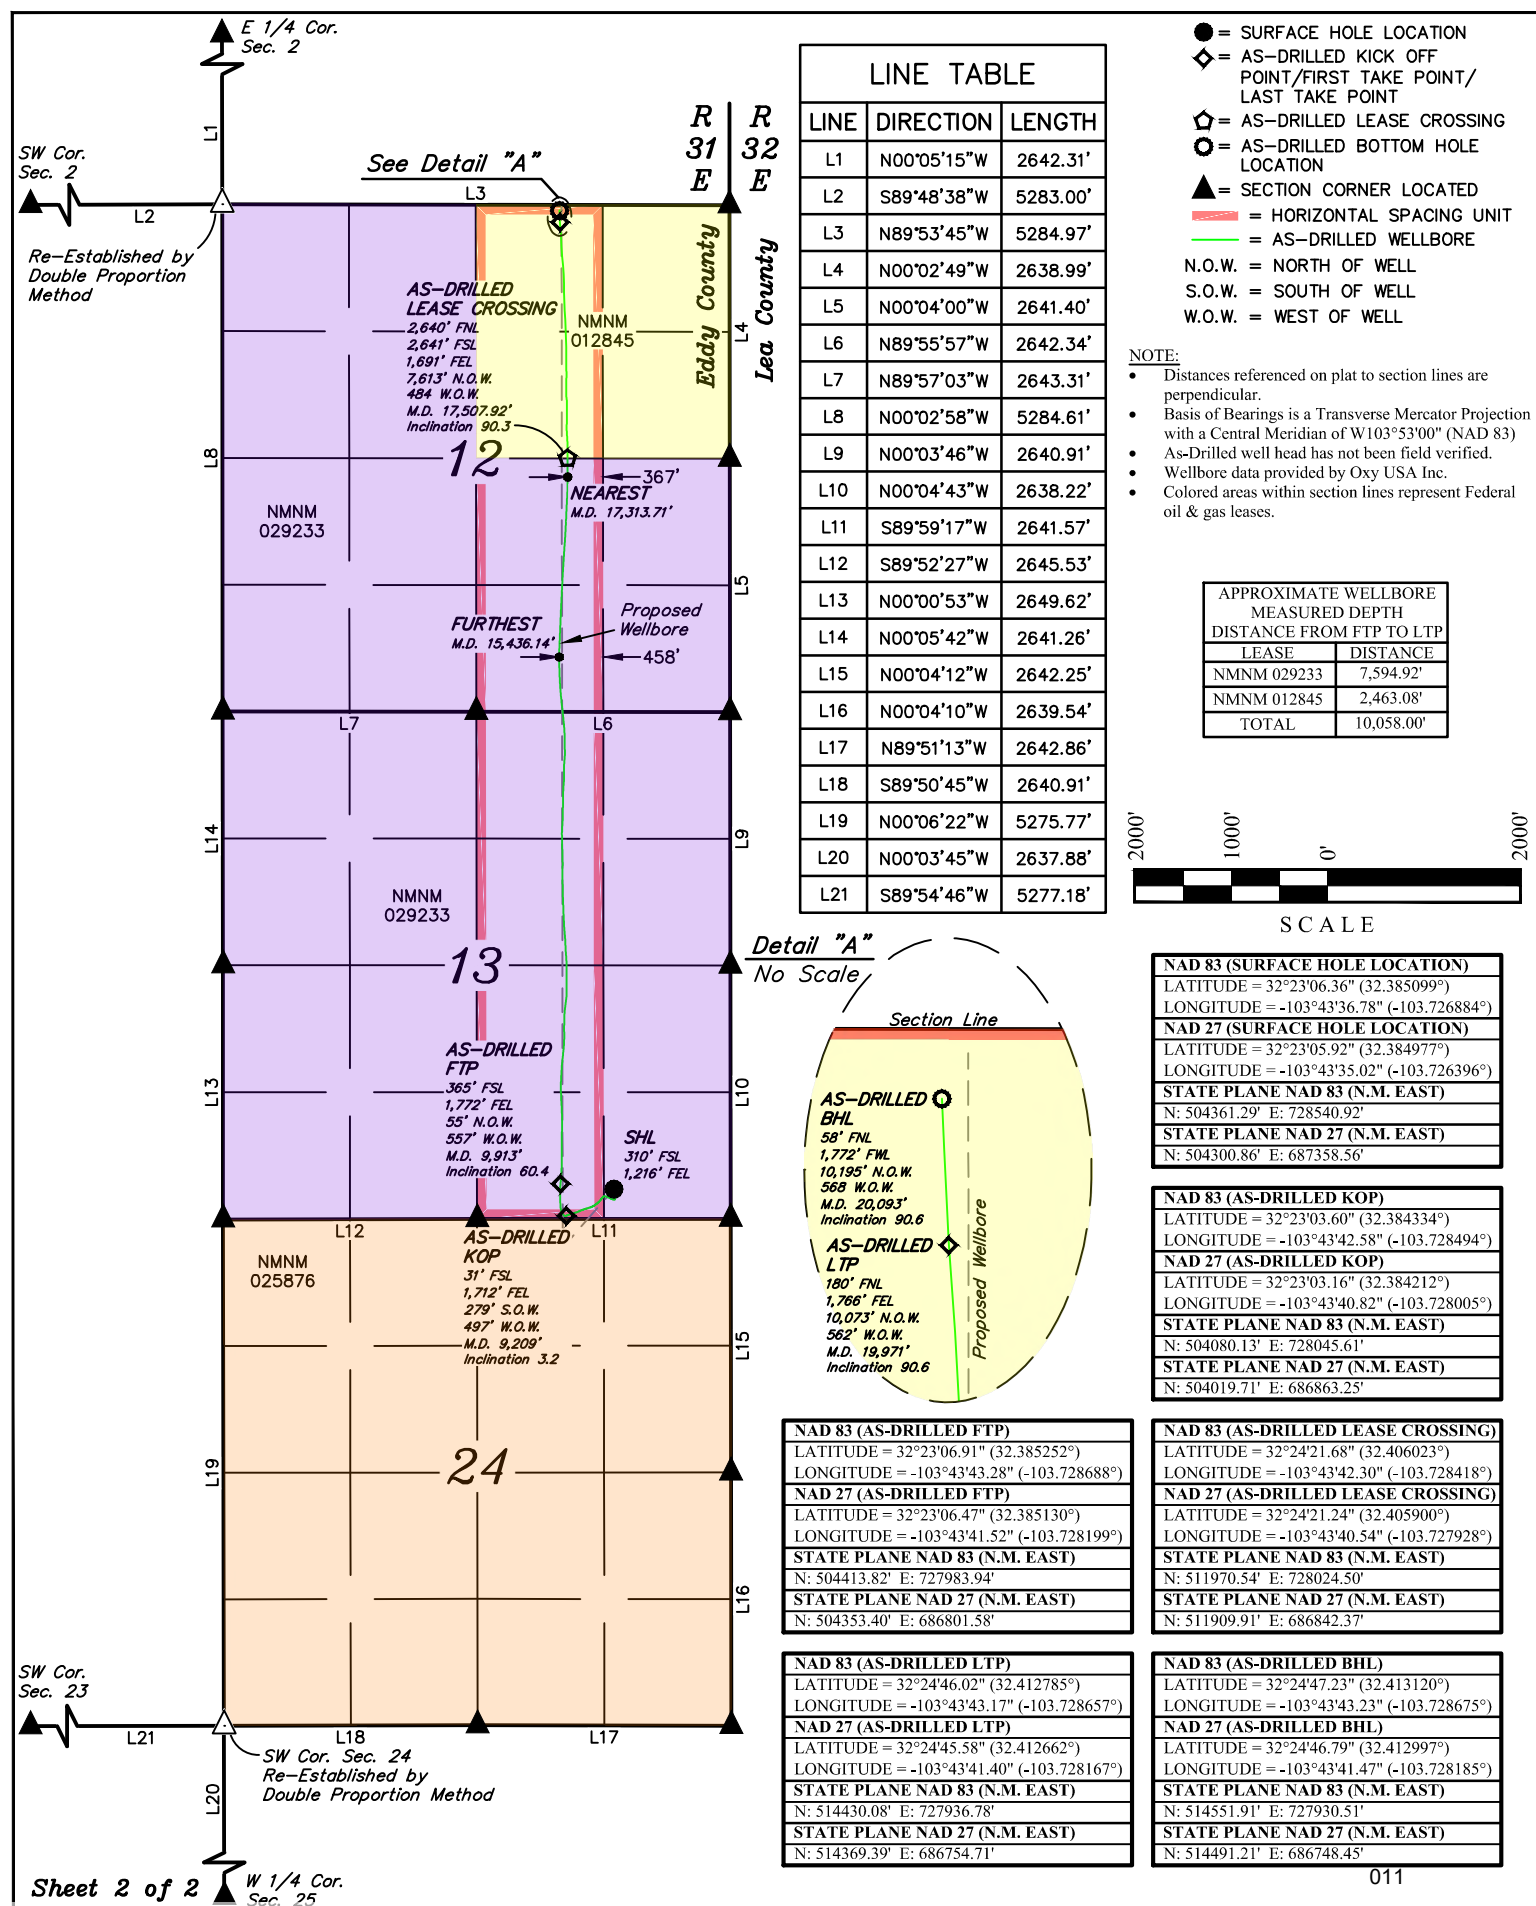 E 1/4 Cor.
Sec. 2
L1
SW Cor.
Sec. 2
L2
Re-Established by
Double Proportion
Method
See Detail "A"
L3
R R
31 32
E E
Eddy County
Lea County
AS-DRILLED
LEASE CROSSING
2,640' FNL
2,641' FSL
1,691' FEL
7,613' N.O.W.
484 W.O.W.
M.D. 17,507.92'
Inclination 90.3
NMNM
012845
L4
L8
12
367'
NEAREST
M.D. 17,313.71'
NMNM
029233
L5
FURTHEST
M.D. 15,436.14'
Proposed
Wellbore
458'
L7
L6
L14
L9
NMNM
029233
13
L13
L10
AS-DRILLED
FTP
365' FSL
1,772' FEL
55' N.O.W.
557' W.O.W.
M.D. 9,913'
Inclination 60.4
SHL
310' FSL
1,216' FEL
L12
L11
NMNM
025876
AS-DRILLED
KOP
31' FSL
1,712' FEL
279' S.O.W.
497' W.O.W.
M.D. 9,209'
Inclination 3.2
L15
24
L19
L16
SW Cor.
Sec. 23
L21
L18
L17
SW Cor. Sec. 24
Re-Established by
Double Proportion Method
L20
W 1/4 Cor.
Sec. 25
Sheet 2 of 2
LINE TABLE
LINE DIRECTION LENGTH
L1 N00°05'15"W 2642.31'
L2 S89°48'38"W 5283.00'
L3 N89°53'45"W 5284.97'
L4 N00°02'49"W 2638.99'
L5 N00°04'00"W 2641.40'
L6 N89°55'57"W 2642.34'
L7 N89°57'03"W 2643.31'
L8 N00°02'58"W 5284.61'
L9 N00°03'46"W 2640.91'
L10 N00°04'43"W 2638.22'
L11 S89°59'17"W 2641.57'
L12 S89°52'27"W 2645.53'
L13 N00°00'53"W 2649.62'
L14 N00°05'42"W 2641.26'
L15 N00°04'12"W 2642.25'
L16 N00°04'10"W 2639.54'
L17 N89°51'13"W 2642.86'
L18 S89°50'45"W 2640.91'
L19 N00°06'22"W 5275.77'
L20 N00°03'45"W 2637.88'
L21 S89°54'46"W 5277.18'
= SURFACE HOLE LOCATION
= AS-DRILLED KICK OFF
POINT/FIRST TAKE POINT/
LAST TAKE POINT
= AS-DRILLED LEASE CROSSING
= AS-DRILLED BOTTOM HOLE
LOCATION
= SECTION CORNER LOCATED
= HORIZONTAL SPACING UNIT
= AS-DRILLED WELLBORE
N.O.W. = NORTH OF WELL
S.O.W. = SOUTH OF WELL
W.O.W. = WEST OF WELL
NOTE:
• Distances referenced on plat to section lines are
perpendicular.
• Basis of Bearings is a Transverse Mercator Projection
with a Central Meridian of W103°53'00" (NAD 83)
• As-Drilled well head has not been field verified.
• Wellbore data provided by Oxy USA Inc.
• Colored areas within section lines represent Federal
oil & gas leases.
APPROXIMATE WELLBORE
MEASURED DEPTH
DISTANCE FROM FTP TO LTP
LEASE DISTANCE
NMNM 029233 7,594.92'
NMNM 012845 2,463.08'
TOTAL 10,058.00'
2000' 1000' 0' 2000'
SCALE
Detail "A"
No Scale
Section Line
AS-DRILLED
BHL
58' FNL
1,772' FWL
10,195' N.O.W.
568 W.O.W.
M.D. 20,093'
Inclination 90.6
AS-DRILLED
LTP
180' FNL
1,766' FEL
10,073' N.O.W.
562' W.O.W.
M.D. 19,971'
Inclination 90.6
Proposed Wellbore
NAD 83 (SURFACE HOLE LOCATION)
LATITUDE = 32°23'06.36" (32.385099°)
LONGITUDE = -103°43'36.78" (-103.726884°)
NAD 27 (SURFACE HOLE LOCATION)
LATITUDE = 32°23'05.92" (32.384977°)
LONGITUDE = -103°43'35.02" (-103.726396°)
STATE PLANE NAD 83 (N.M. EAST)
N: 504361.29' E: 728540.92'
STATE PLANE NAD 27 (N.M. EAST)
N: 504300.86' E: 687358.56'
NAD 83 (AS-DRILLED KOP)
LATITUDE = 32°23'03.60" (32.384334°)
LONGITUDE = -103°43'42.58" (-103.728494°)
NAD 27 (AS-DRILLED KOP)
LATITUDE = 32°23'03.16" (32.384212°)
LONGITUDE = -103°43'40.82" (-103.728005°)
STATE PLANE NAD 83 (N.M. EAST)
N: 504080.13' E: 728045.61'
STATE PLANE NAD 27 (N.M. EAST)
N: 504019.71' E: 686863.25'
NAD 83 (AS-DRILLED FTP)
LATITUDE = 32°23'06.91" (32.385252°)
LONGITUDE = -103°43'43.28" (-103.728688°)
NAD 27 (AS-DRILLED FTP)
LATITUDE = 32°23'06.47" (32.385130°)
LONGITUDE = -103°43'41.52" (-103.728199°)
STATE PLANE NAD 83 (N.M. EAST)
N: 504413.82' E: 727983.94'
STATE PLANE NAD 27 (N.M. EAST)
N: 504353.40' E: 686801.58'
NAD 83 (AS-DRILLED LEASE CROSSING)
LATITUDE = 32°24'21.68" (32.406023°)
LONGITUDE = -103°43'42.30" (-103.728418°)
NAD 27 (AS-DRILLED LEASE CROSSING)
LATITUDE = 32°24'21.24" (32.405900°)
LONGITUDE = -103°43'40.54" (-103.727928°)
STATE PLANE NAD 83 (N.M. EAST)
N: 511970.54' E: 728024.50'
STATE PLANE NAD 27 (N.M. EAST)
N: 511909.91' E: 686842.37'
NAD 83 (AS-DRILLED LTP)
LATITUDE = 32°24'46.02" (32.412785°)
LONGITUDE = -103°43'43.17" (-103.728657°)
NAD 27 (AS-DRILLED LTP)
LATITUDE = 32°24'45.58" (32.412662°)
LONGITUDE = -103°43'41.40" (-103.728167°)
STATE PLANE NAD 83 (N.M. EAST)
N: 514430.08' E: 727936.78'
STATE PLANE NAD 27 (N.M. EAST)
N: 514369.39' E: 686754.71'
NAD 83 (AS-DRILLED BHL)
LATITUDE = 32°24'47.23" (32.413120°)
LONGITUDE = -103°43'43.23" (-103.728675°)
NAD 27 (AS-DRILLED BHL)
LATITUDE = 32°24'46.79" (32.412997°)
LONGITUDE = -103°43'41.47" (-103.728185°)
STATE PLANE NAD 83 (N.M. EAST)
N: 514551.91' E: 727930.51'
STATE PLANE NAD 27 (N.M. EAST)
N: 514491.21' E: 686748.45'
011